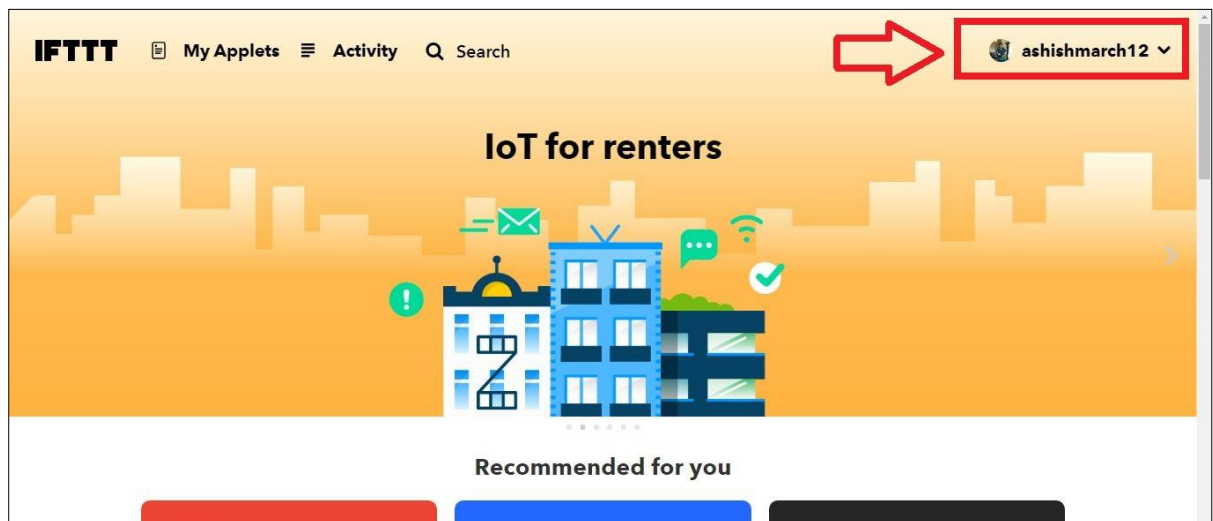 IFTTT My Applets Activity Search ashishmarch12
IoT for renters
Recommended for you